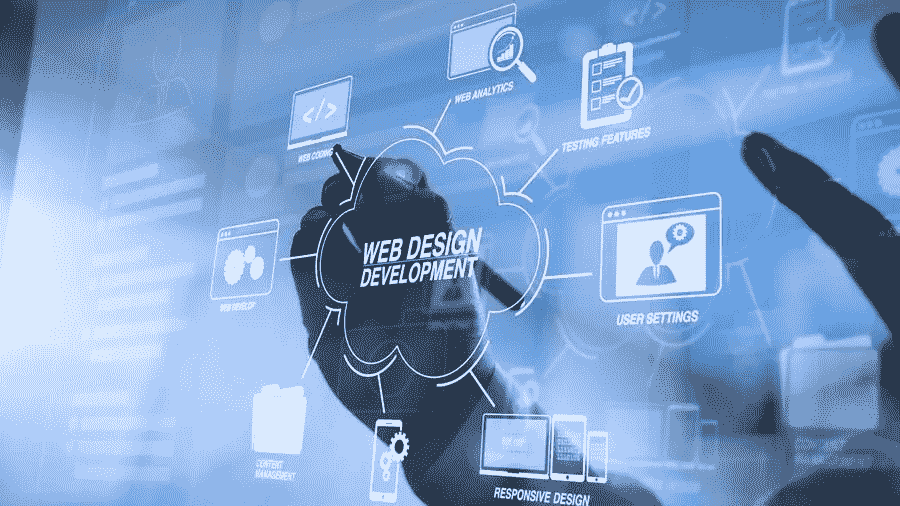 WEB ANALYTICS
TESTING FEATURES
WEB CODING
WEB DESIGN
DEVELOPMENT
WEB DEVELOP
USER SETTINGS
CONTENT
MANAGEMENT
RESPONSIVE DESIGN